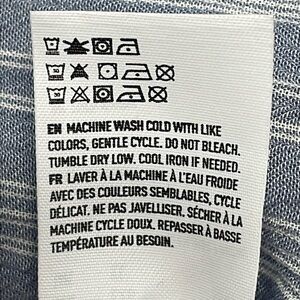 EN MACHINE WASH COLD WITH LIKE
COLORS, GENTLE CYCLE. DO NOT BLEACH.
TUMBLE DRY LOW. COOL IRON IF NEEDED.
FR LAVER À LA MACHINE À L'EAU FROIDE
AVEC DES COULEURS SEMBLABLES, CYCLE
DÉLICAT, NE PAS JAVELLISER. SÉCHER À LA
MACHINE CYCLE DOUX. REPASSER À BASSE
TEMPÉRATURE AU BESOIN.